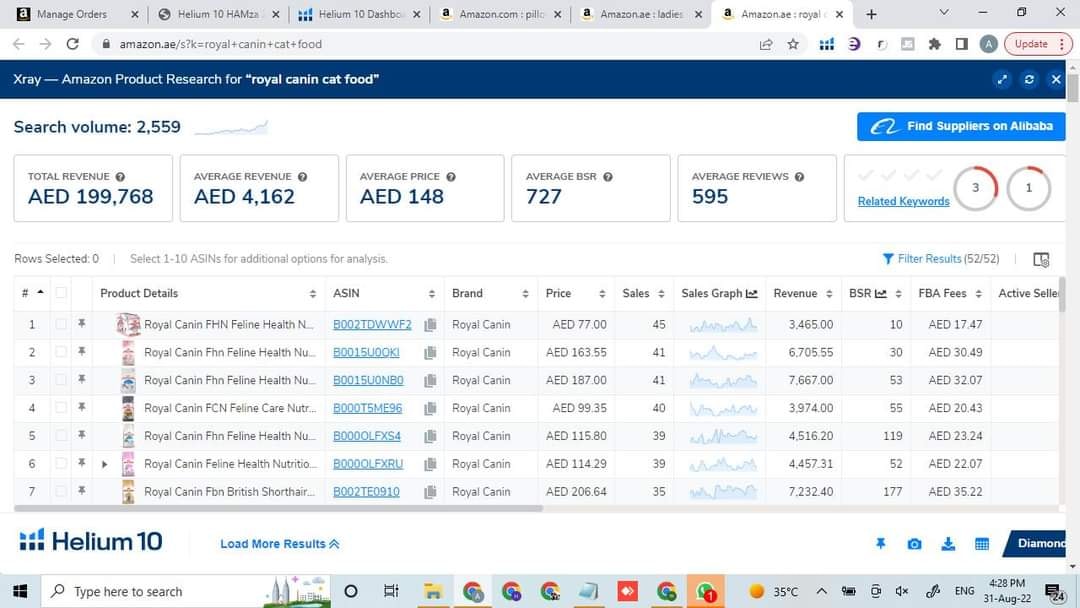 Manage Orders
Helium 10 HAMza
Helium 10 Dashbo
Amazon.com : pillo
Amazon.ae : ladies
Amazon.ae : royal c
amazon.ae/s?k=royal+canin+cat+food
A
Update
Xray — Amazon Product Research for “royal canin cat food”
Search volume: 2,559
Find Suppliers on Alibaba
TOTAL REVENUE
AED 199,768
AVERAGE REVENUE
AED 4,162
AVERAGE PRICE
AED 148
AVERAGE BSR
727
AVERAGE REVIEWS
595
Related Keywords
3
1
Rows Selected: 0
Select 1-10 ASINs for additional options for analysis.
Filter Results (52/52)
# Product Details ASIN Brand Price Sales Sales Graph Revenue BSR FBA Fees Active Selle
1 Royal Canin FHN Feline Health N... B002TDWWF2 Royal Canin AED 77.00 45 3,465.00 10 AED 17.47
2 Royal Canin Fhn Feline Health Nu... B0015U0OKI Royal Canin AED 163.55 41 6,705.55 30 AED 30.49
3 Royal Canin Fhn Feline Health Nu... B0015U0NB0 Royal Canin AED 187.00 41 7,667.00 53 AED 32.07
4 Royal Canin FCN Feline Care Nutr... B000T5ME96 Royal Canin AED 99.35 40 3,974.00 55 AED 20.43
5 Royal Canin Fhn Feline Health Nu... B000OLFXS4 Royal Canin AED 115.80 39 4,516.20 119 AED 23.24
6 Royal Canin Feline Health Nutritio... B000OLFXRU Royal Canin AED 114.29 39 4,457.31 52 AED 22.07
7 Royal Canin Fbn British Shorthair... B002TE0910 Royal Canin AED 206.64 35 7,232.40 177 AED 35.22
Helium 10
Load More Results
Diamond
Type here to search
35°C
ENG
4:28 PM
31-Aug-22
24